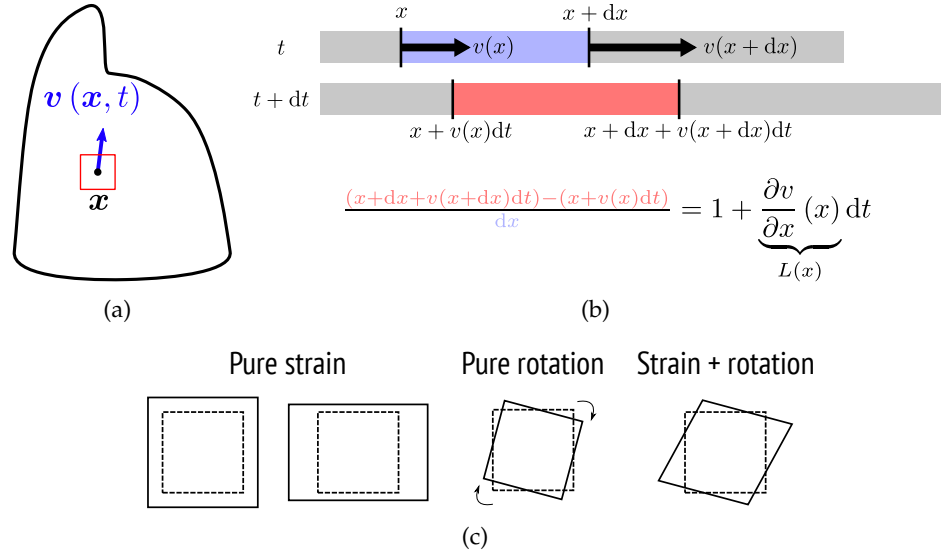 v (x, t)
x
(a)
x x + dx
t v(x) v(x + dx)
t + dt
x + v(x)dt x + dx + v(x + dx)dt
(x+dx+v(x+dx)dt)−(x+v(x)dt)
dx
= 1 + ∂v/∂x (x) dt
L(x)
(b)
Pure strain Pure rotation Strain + rotation
(c)